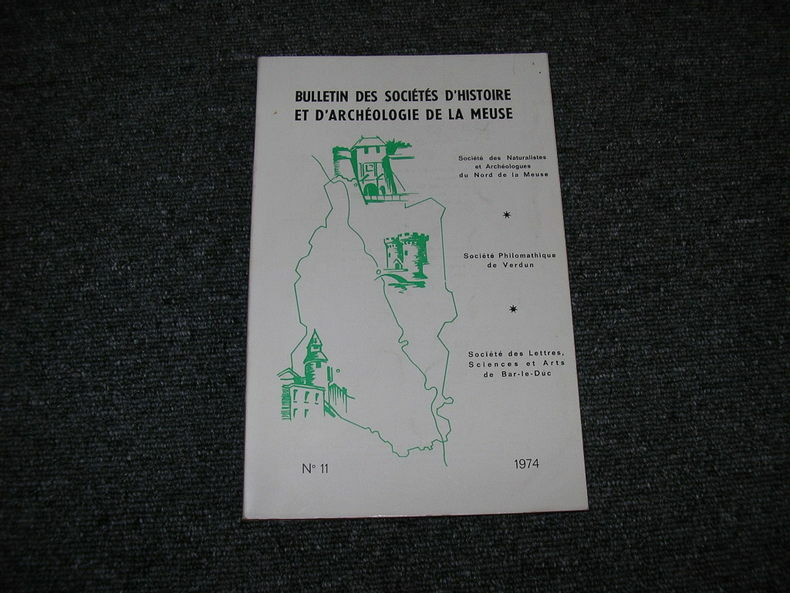 BULLETIN DES SOCIÉTÉS D'HISTOIRE
ET D'ARCHÉOLOGIE DE LA MEUSE
Société des Naturalistes
et Archéologues
du Nord de la Meuse
Société Philomathique
de Verdun
Société des Lettres,
Sciences et Arts
de Bar-le-Duc
N° 11
1974